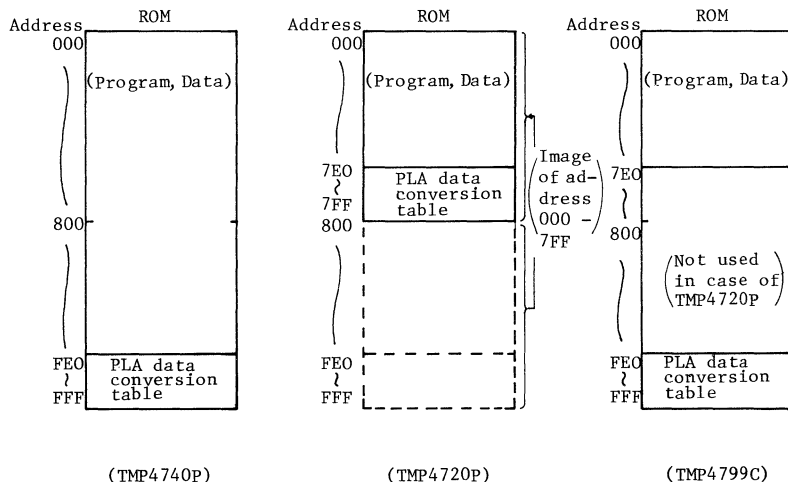 ROM
Address
000
(Program, Data)
800
FE0
~
FFF
PLA data
conversion
table
(TMP4740P)
ROM
Address
000
(Program, Data)
7E0
~
7FF
PLA data
conversion
table
800
FE0
~
FFF
(Image
of ad-
dress
000 -
7FF)
(TMP4720P)
ROM
Address
000
(Program, Data)
7E0
~
800
(Not used
in case of
TMP4720P)
FE0
~
FFF
PLA data
conversion
table
(TMP4799C)